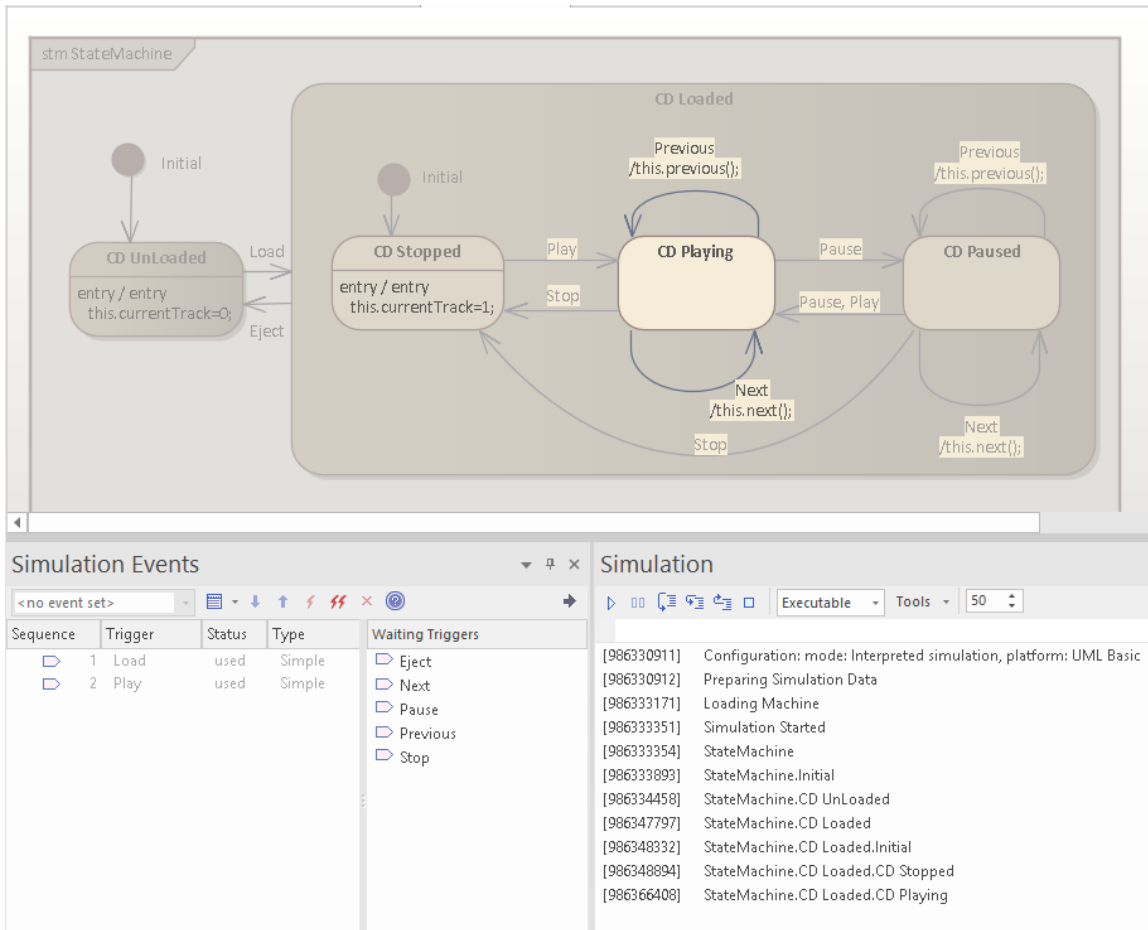 stm StateMachine
CD Loaded
Initial
Initial
Previous
/this.previous();
Previous
/this.previous();
CD UnLoaded
entry / entry
this.currentTrack=0;
Load
Eject
CD Stopped
entry / entry
this.currentTrack=1;
Play
Stop
CD Playing
Pause
Pause, Play
CD Paused
Next
/this.next();
Stop
Next
/this.next();
Simulation Events
<no event set>
Sequence Trigger Status Type
1 Load used Simple
2 Play used Simple
Waiting Triggers
Eject
Next
Pause
Previous
Stop
Simulation
Executable Tools 50
[986330911] Configuration: mode: Interpreted simulation, platform: UML Basic
[986330912] Preparing Simulation Data
[986333171] Loading Machine
[986333351] Simulation Started
[986333354] StateMachine
[986333893] StateMachine.Initial
[986334458] StateMachine.CD UnLoaded
[986347797] StateMachine.CD Loaded
[986348332] StateMachine.CD Loaded.Initial
[986348894] StateMachine.CD Loaded.CD Stopped
[986366408] StateMachine.CD Loaded.CD Playing